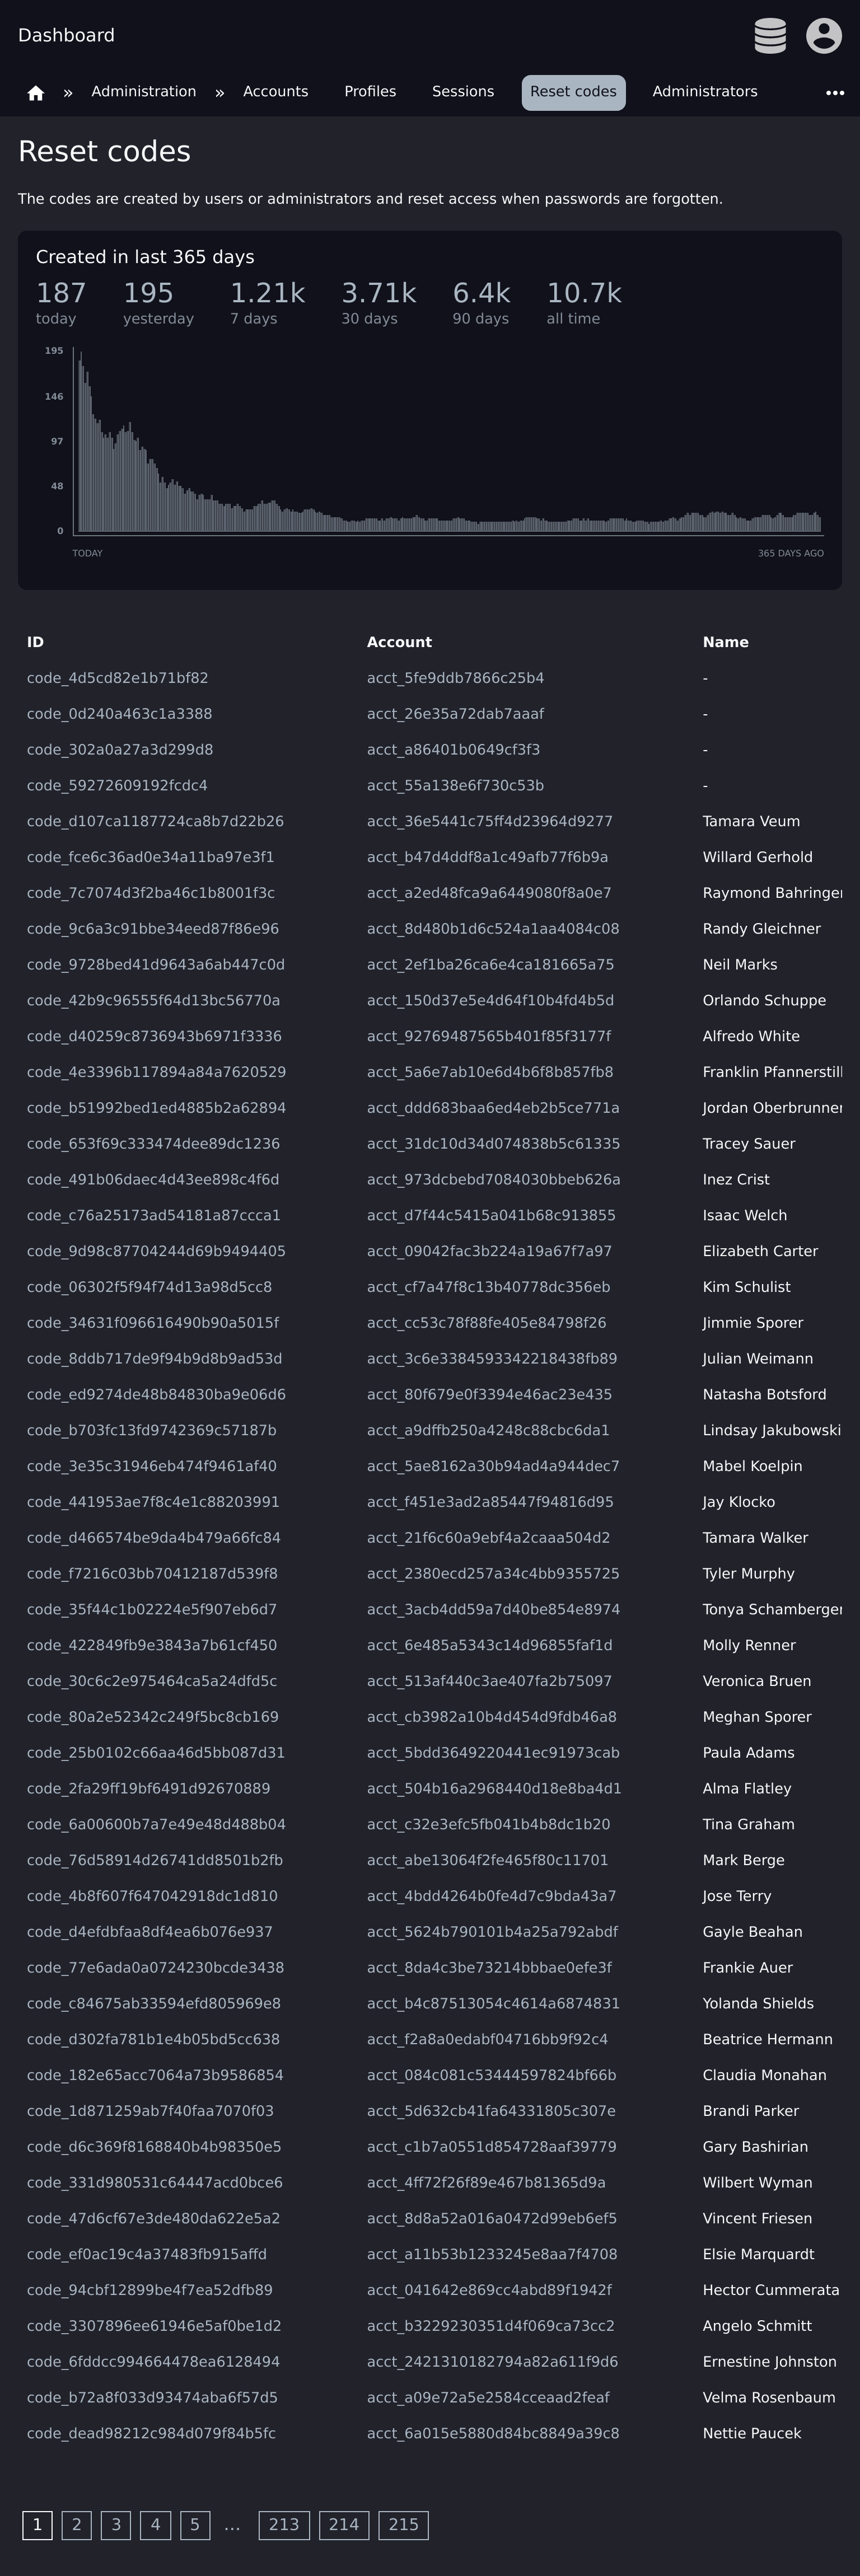 Dashboard
» Administration » Accounts Profiles Sessions Reset codes Administrators
Reset codes
The codes are created by users or administrators and reset access when passwords are forgotten.
Created in last 365 days
187 195 1.21k 3.71k 6.4k 10.7k
today yesterday 7 days 30 days 90 days all time
195
146
97
48
0
TODAY 365 DAYS AGO
ID Account Name
code_4d5cd82e1b71bf82 acct_5fe9ddb7866c25b4 -
code_0d240a463c1a3388 acct_26e35a72dab7aaaf -
code_302a0a27a3d299d8 acct_a86401b0649cf3f3 -
code_59272609192fcdc4 acct_55a138e6f730c53b -
code_d107ca1187724ca8b7d22b26 acct_36e5441c75ff4d23964d9277 Tamara Veum
code_fce6c36ad0e34a11ba97e3f1 acct_b47d4ddf8a1c49afb77f6b9a Willard Gerhold
code_7c7074d3f2ba46c1b8001f3c acct_a2ed48fca9a6449080f8a0e7 Raymond Bahringer
code_9c6a3c91bbe34eed87f86e96 acct_8d480b1d6c524a1aa4084c08 Randy Gleichner
code_9728bed41d9643a6ab447c0d acct_2ef1ba26ca6e4ca181665a75 Neil Marks
code_42b9c96555f64d13bc56770a acct_150d37e5e4d64f10b4fd4b5d Orlando Schuppe
code_d40259c8736943b6971f3336 acct_92769487565b401f85f3177f Alfredo White
code_4e3396b117894a84a7620529 acct_5a6e7ab10e6d4b6f8b857fb8 Franklin Pfannerstill
code_b51992bed1ed4885b2a62894 acct_ddd683baa6ed4eb2b5ce771a Jordan Oberbrunner
code_653f69c333474dee89dc1236 acct_31dc10d34d074838b5c61335 Tracey Sauer
code_491b06daec4d43ee898c4f6d acct_973dcbebd7084030bbeb626a Inez Crist
code_c76a25173ad54181a87ccca1 acct_d7f44c5415a041b68c913855 Isaac Welch
code_9d98c87704244d69b9494405 acct_09042fac3b224a19a67f7a97 Elizabeth Carter
code_06302f5f94f74d13a98d5cc8 acct_cf7a47f8c13b40778dc356eb Kim Schulist
code_34631f096616490b90a5015f acct_cc53c78f88fe405e84798f26 Jimmie Sporer
code_8ddb717de9f94b9d8b9ad53d acct_3c6e3384593342218438fb89 Julian Weimann
code_ed9274de48b84830ba9e06d6 acct_80f679e0f3394e46ac23e435 Natasha Botsford
code_b703fc13fd9742369c57187b acct_a9dffb250a4248c88cbc6da1 Lindsay Jakubowski
code_3e35c31946eb474f9461af40 acct_5ae8162a30b94ad4a944dec7 Mabel Koelpin
code_441953ae7f8c4e1c88203991 acct_f451e3ad2a85447f94816d95 Jay Klocko
code_d466574be9da4b479a66fc84 acct_21f6c60a9ebf4a2caaa504d2 Tamara Walker
code_f7216c03bb70412187d539f8 acct_2380ecd257a34c4bb9355725 Tyler Murphy
code_35f44c1b02224e5f907eb6d7 acct_3acb4dd59a7d40be854e8974 Tonya Schamberger
code_422849fb9e3843a7b61cf450 acct_6e485a5343c14d96855faf1d Molly Renner
code_30c6c2e975464ca5a24dfd5c acct_513af440c3ae407fa2b75097 Veronica Bruen
code_80a2e52342c249f5bc8cb169 acct_cb3982a10b4d454d9fdb46a8 Meghan Sporer
code_25b0102c66aa46d5bb087d31 acct_5bdd3649220441ec91973cab Paula Adams
code_2fa29ff19bf6491d92670889 acct_504b16a2968440d18e8ba4d1 Alma Flatley
code_6a00600b7a7e49e48d488b04 acct_c32e3efc5fb041b4b8dc1b20 Tina Graham
code_76d58914d26741dd8501b2fb acct_abe13064f2fe465f80c11701 Mark Berge
code_4b8f607f647042918dc1d810 acct_4bdd4264b0fe4d7c9bda43a7 Jose Terry
code_d4efdbfaa8df4ea6b076e937 acct_5624b790101b4a25a792abdf Gayle Beahan
code_77e6ada0a0724230bcde3438 acct_8da4c3be73214bbbae0efe3f Frankie Auer
code_c84675ab33594efd805969e8 acct_b4c87513054c4614a6874831 Yolanda Shields
code_d302fa781b1e4b05bd5cc638 acct_f2a8a0edabf04716bb9f92c4 Beatrice Hermann
code_182e65acc7064a73b9586854 acct_084c081c53444597824bf66b Claudia Monahan
code_1d871259ab7f40faa7070f03 acct_5d632cb41fa64331805c307e Brandi Parker
code_d6c369f8168840b4b98350e5 acct_c1b7a0551d854728aaf39779 Gary Bashirian
code_331d980531c64447acd0bce6 acct_4ff72f26f89e467b81365d9a Wilbert Wyman
code_47d6cf67e3de480da622e5a2 acct_8d8a52a016a0472d99eb6ef5 Vincent Friesen
code_ef0ac19c4a37483fb915affd acct_a11b53b1233245e8aa7f4708 Elsie Marquardt
code_94cbf12899be4f7ea52dfb89 acct_041642e869cc4abd89f1942f Hector Cummerata
code_3307896ee61946e5af0be1d2 acct_b3229230351d4f069ca73cc2 Angelo Schmitt
code_6fddcc994664478ea6128494 acct_2421310182794a82a611f9d6 Ernestine Johnston
code_b72a8f033d93474aba6f57d5 acct_a09e72a5e2584cceaad2feaf Velma Rosenbaum
code_dead98212c984d079f84b5fc acct_6a015e5880d84bc8849a39c8 Nettie Paucek
1 2 3 4 5 … 213 214 215